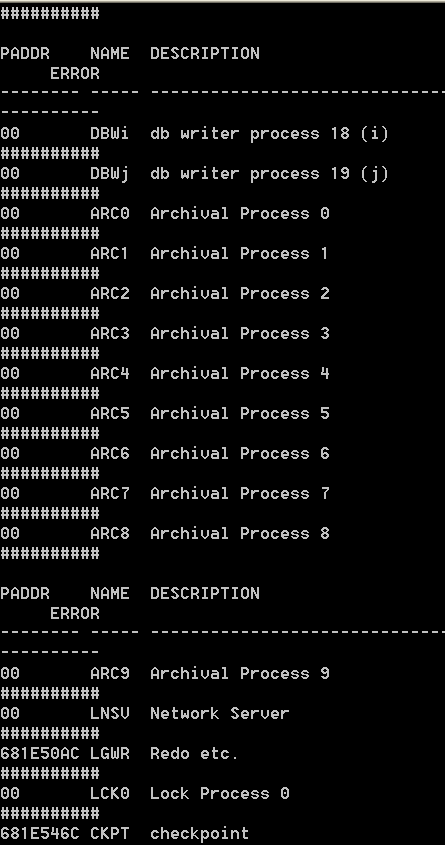 ##########
PADDR    NAME  DESCRIPTION
     ERROR
-------- ----- ------------------------------
----------
00       DBWi  db writer process 18 (i)
##########
00       DBWj  db writer process 19 (j)
##########
00       ARC0  Archival Process 0
##########
00       ARC1  Archival Process 1
##########
00       ARC2  Archival Process 2
##########
00       ARC3  Archival Process 3
##########
00       ARC4  Archival Process 4
##########
00       ARC5  Archival Process 5
##########
00       ARC6  Archival Process 6
##########
00       ARC7  Archival Process 7
##########
00       ARC8  Archival Process 8
##########
PADDR    NAME  DESCRIPTION
     ERROR
-------- ----- ------------------------------
----------
00       ARC9  Archival Process 9
##########
00       LNSV  Network Server
##########
681E50AC LGWR  Redo etc.
##########
00       LCK0  Lock Process 0
##########
681E546C CKPT  checkpoint